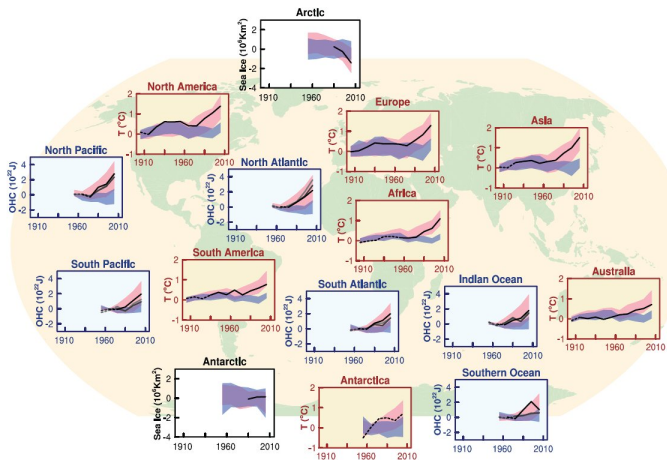 Arctic
Sea Ice (10⁶Km²)
2
0
-2
-4
1910 1960 2010
North America
T (°C)
2
1
0
-1
1910 1960 2010
Europe
T (°C)
2
1
0
-1
1910 1960 2010
Asia
T (°C)
2
1
0
-1
1910 1960 2010
North Pacific
OHC (10²²J)
4
2
0
-2
1910 1960 2010
North Atlantic
OHC (10²²J)
4
2
0
-2
1910 1960 2010
Africa
T (°C)
2
1
0
-1
1910 1960 2010
South Pacific
OHC (10²²J)
4
2
0
-2
1910 1960 2010
South America
T (°C)
2
1
0
-1
1910 1960 2010
South Atlantic
OHC (10²²J)
4
2
0
-2
1910 1960 2010
Indian Ocean
OHC (10²²J)
4
2
0
-2
1910 1960 2010
Australia
T (°C)
2
1
0
-1
1910 1960 2010
Antarctic
Sea Ice (10⁶Km²)
2
0
-2
-4
1910 1960 2010
Antarctica
T (°C)
2
1
0
-1
1910 1960 2010
Southern Ocean
OHC (10²²J)
4
2
0
-2
1910 1960 2010